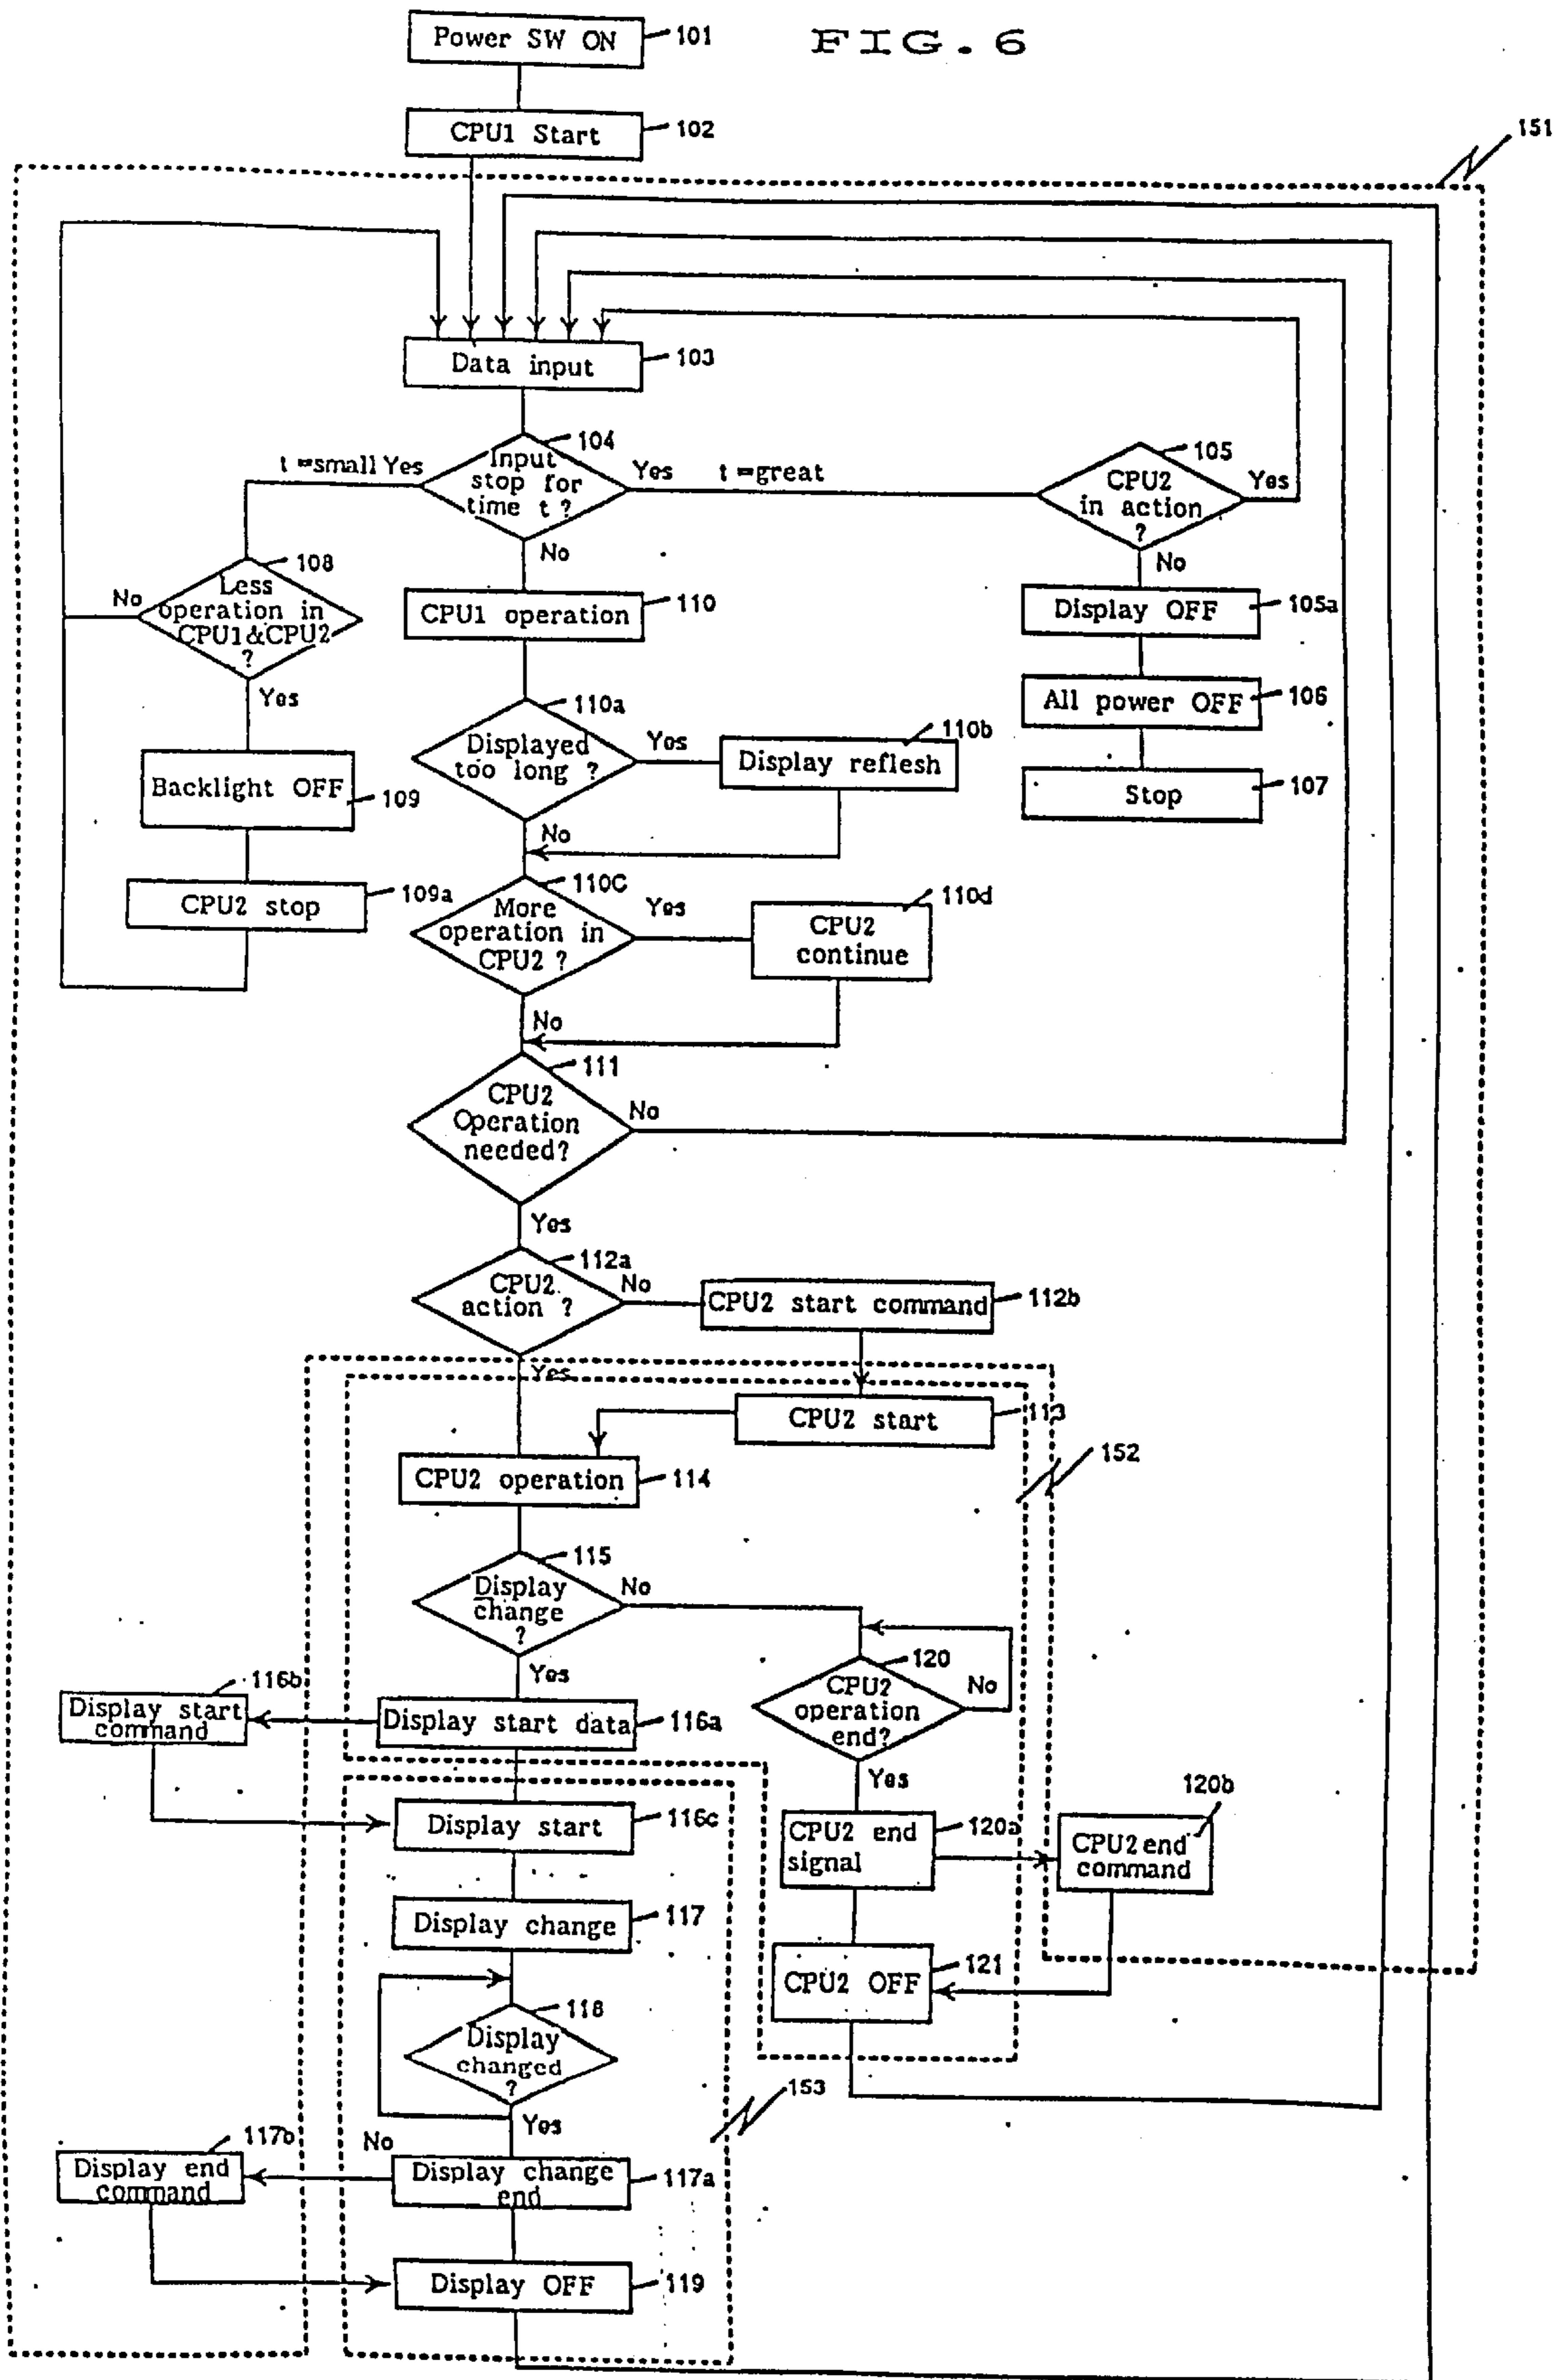 FIG. 6
Power SW ON
101
CPU1 Start
102
151
Data input
103
104
Input
stop for
time t ?
t =small Yes
Yes
t =great
No
105
CPU2
in action
?
Yes
No
108
Less
operation in
CPU1&CPU2
?
No
Yes
CPU1 operation
110
Display OFF
105a
All power OFF
106
Stop
107
110a
Displayed
too long ?
Yes
110b
Display reflesh
No
Backlight OFF
109
CPU2 stop
109a
110C
More
operation in
CPU2 ?
Yes
110d
CPU2
continue
No
111
CPU2
Operation
needed?
No
Yes
112a
CPU2
action ?
No
CPU2 start command
112b
Yes
CPU2 start
113
152
CPU2 operation
114
115
Display
change
?
No
Yes
120
CPU2
operation
end?
No
Yes
116b
Display start
command
Display start data
116a
Display start
116c
CPU2 end
signal
120a
120b
CPU2 end
command
Display change
117
CPU2 OFF
121
118
Display
changed
?
Yes
No
153
117b
Display end
command
Display change
end
117a
Display OFF
119